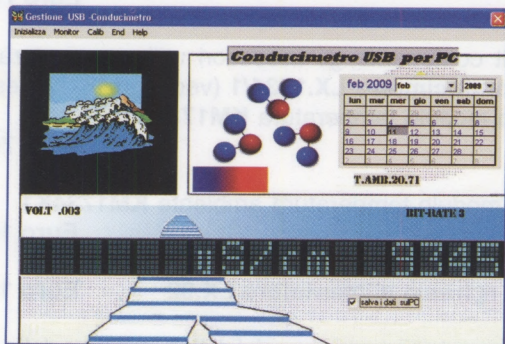 Gestione USB -Conducimetro
Inizializza Monitor Calib End Help
Conducimetro USB per PC
feb 2009 feb 2009
lun mar mer gio ven sab dom
1
2 3 4 5 6 7 8
9 10 11 12 13 14 15
16 17 18 19 20 21 22
23 24 25 26 27 28
T.AMB.20.71
VOLT .003 BIT-RATE 3
uS/cm .9345
salva i dati sulPC